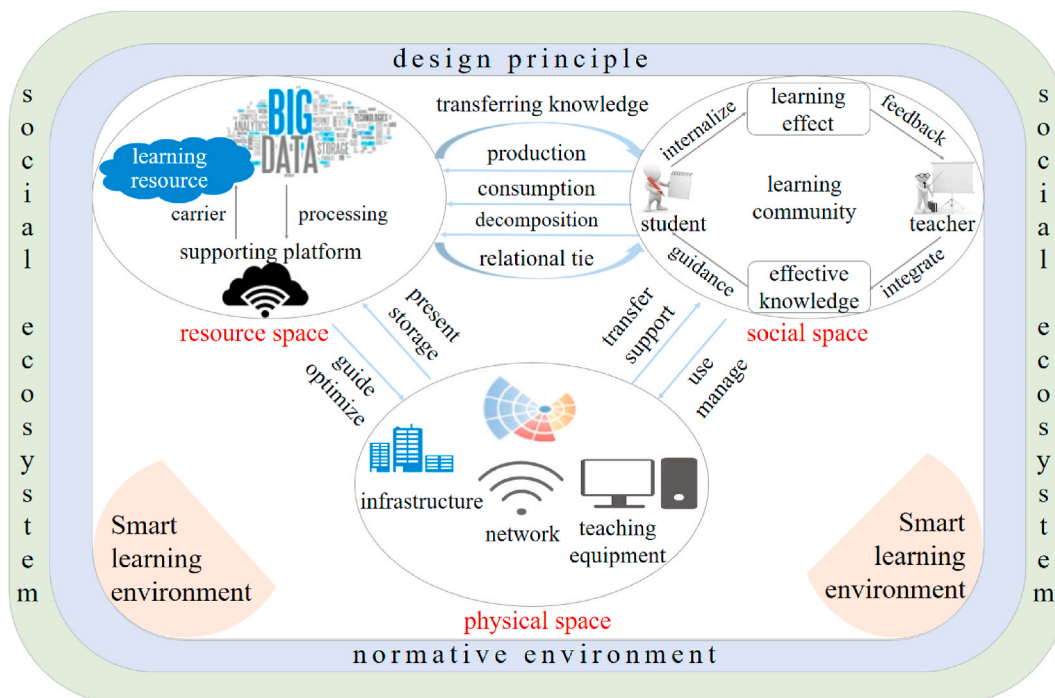 design principle
social ecosystem
social ecosystem
BIG
DATA
ANALYTICS
STORAGE
TECHNOLOGIES
learning
resource
carrier
processing
supporting platform
resource space
transferring knowledge
production
consumption
decomposition
relational tie
internalize
learning
effect
feedback
learning
community
student
teacher
guidance
effective
knowledge
integrate
social space
present
storage
guide
optimize
transfer
support
use
manage
infrastructure
network
teaching
equipment
physical space
Smart
learning
environment
Smart
learning
environment
normative environment